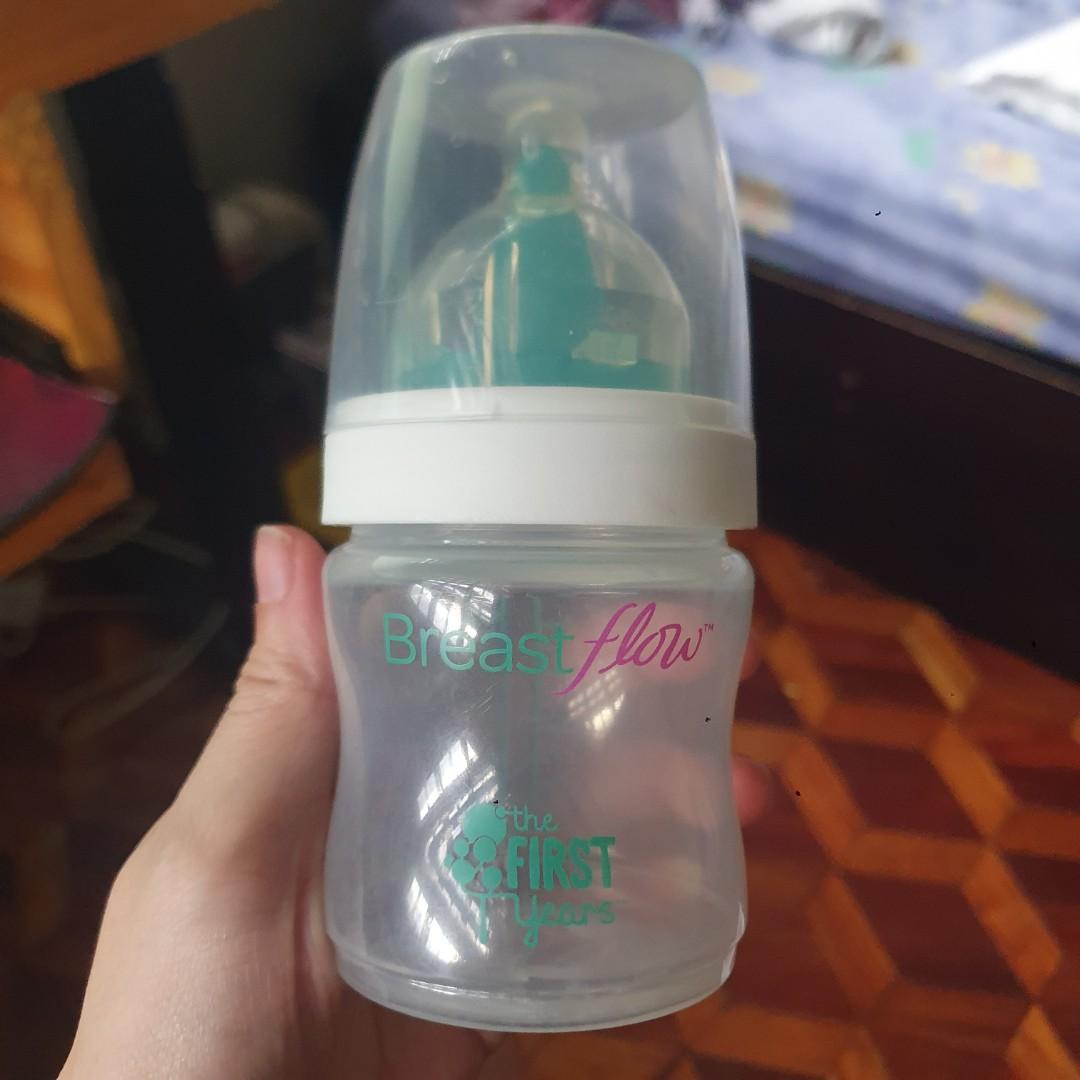 Breastflow™
the
FIRST
Years